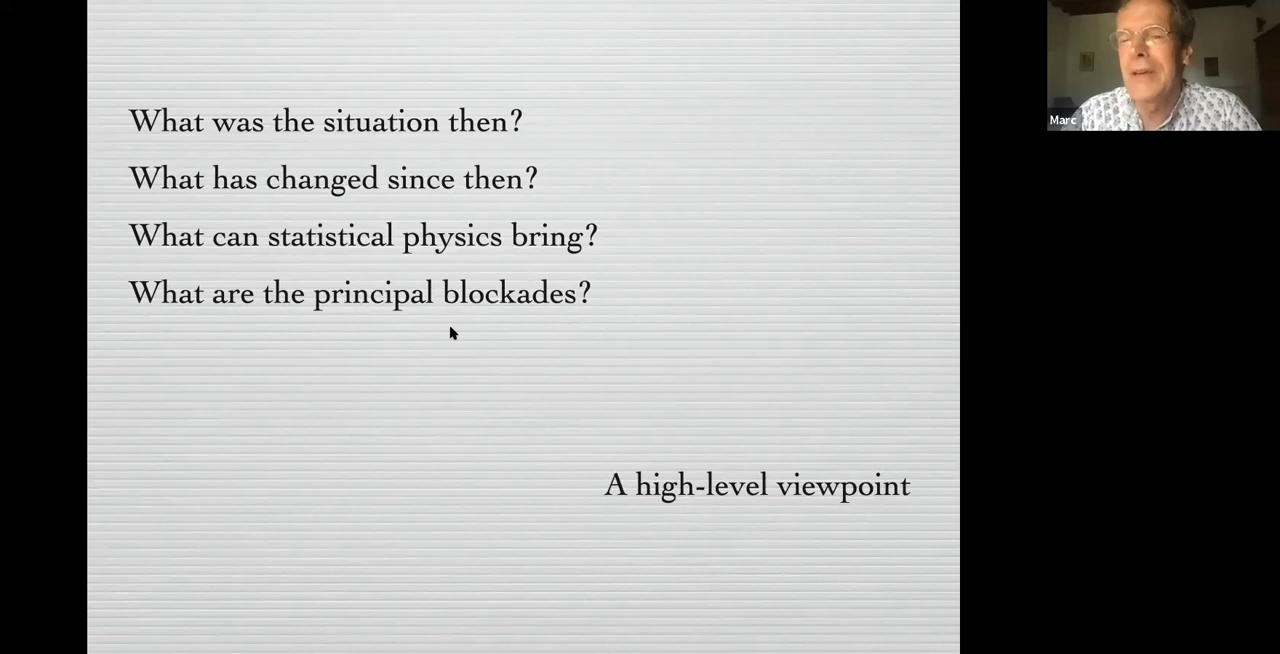 What was the situation then?
What has changed since then?
What can statistical physics bring?
What are the principal blockades?
A high-level viewpoint
Marc